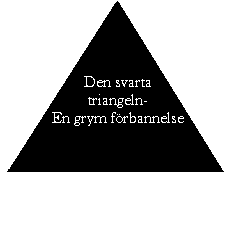 Den svarta
triangeln-
En grym förbannelse